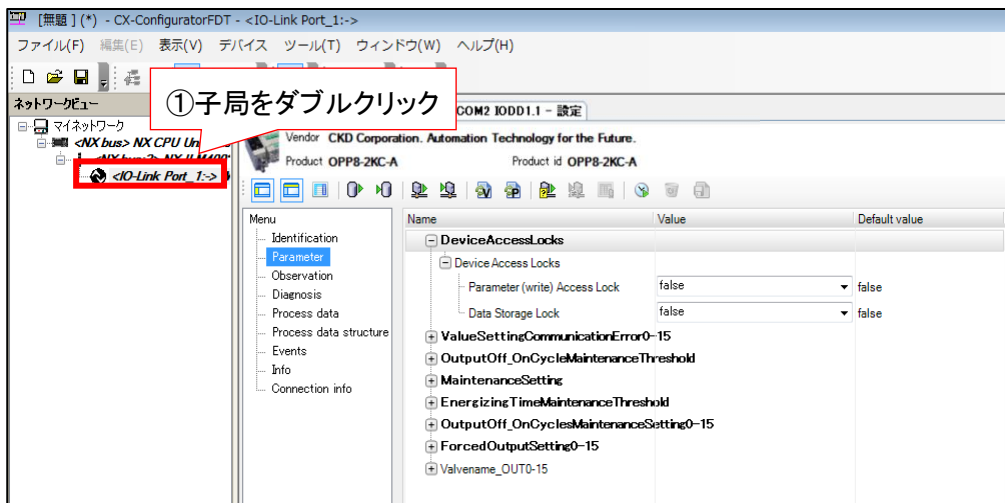 [無題 ] (*) - CX-ConfiguratorFDT - <IO-Link Port_1:->
ファイル(F) 編集(E) 表示(V) デバイス ツール(T) ウィンドウ(W) ヘルプ(H)
ネットワークビュー
①子局をダブルクリック
COM2 IODD1.1 - 設定
マイネットワーク
<NX bus> NX CPU
<IO-Link Port_1:->
Vendor CKD Corporation. Automation Technology for the Future.
Product OPP8-2KC-A Product id OPP8-2KC-A
Menu
Identification
Parameter
Observation
Diagnosis
Process data
Process data structure
Events
Info
Connection info
Name Value Default value
DeviceAccessLocks
Device Access Locks
Parameter (write) Access Lock false false
Data Storage Lock false false
ValueSettingCommunicationError0-15
OutputOff_OnCycleMaintenanceThreshold
MaintenanceSetting
EnergizingTimeMaintenanceThreshold
OutputOff_OnCyclesMaintenanceSetting0-15
ForcedOutputSetting0-15
Valvename_OUT0-15